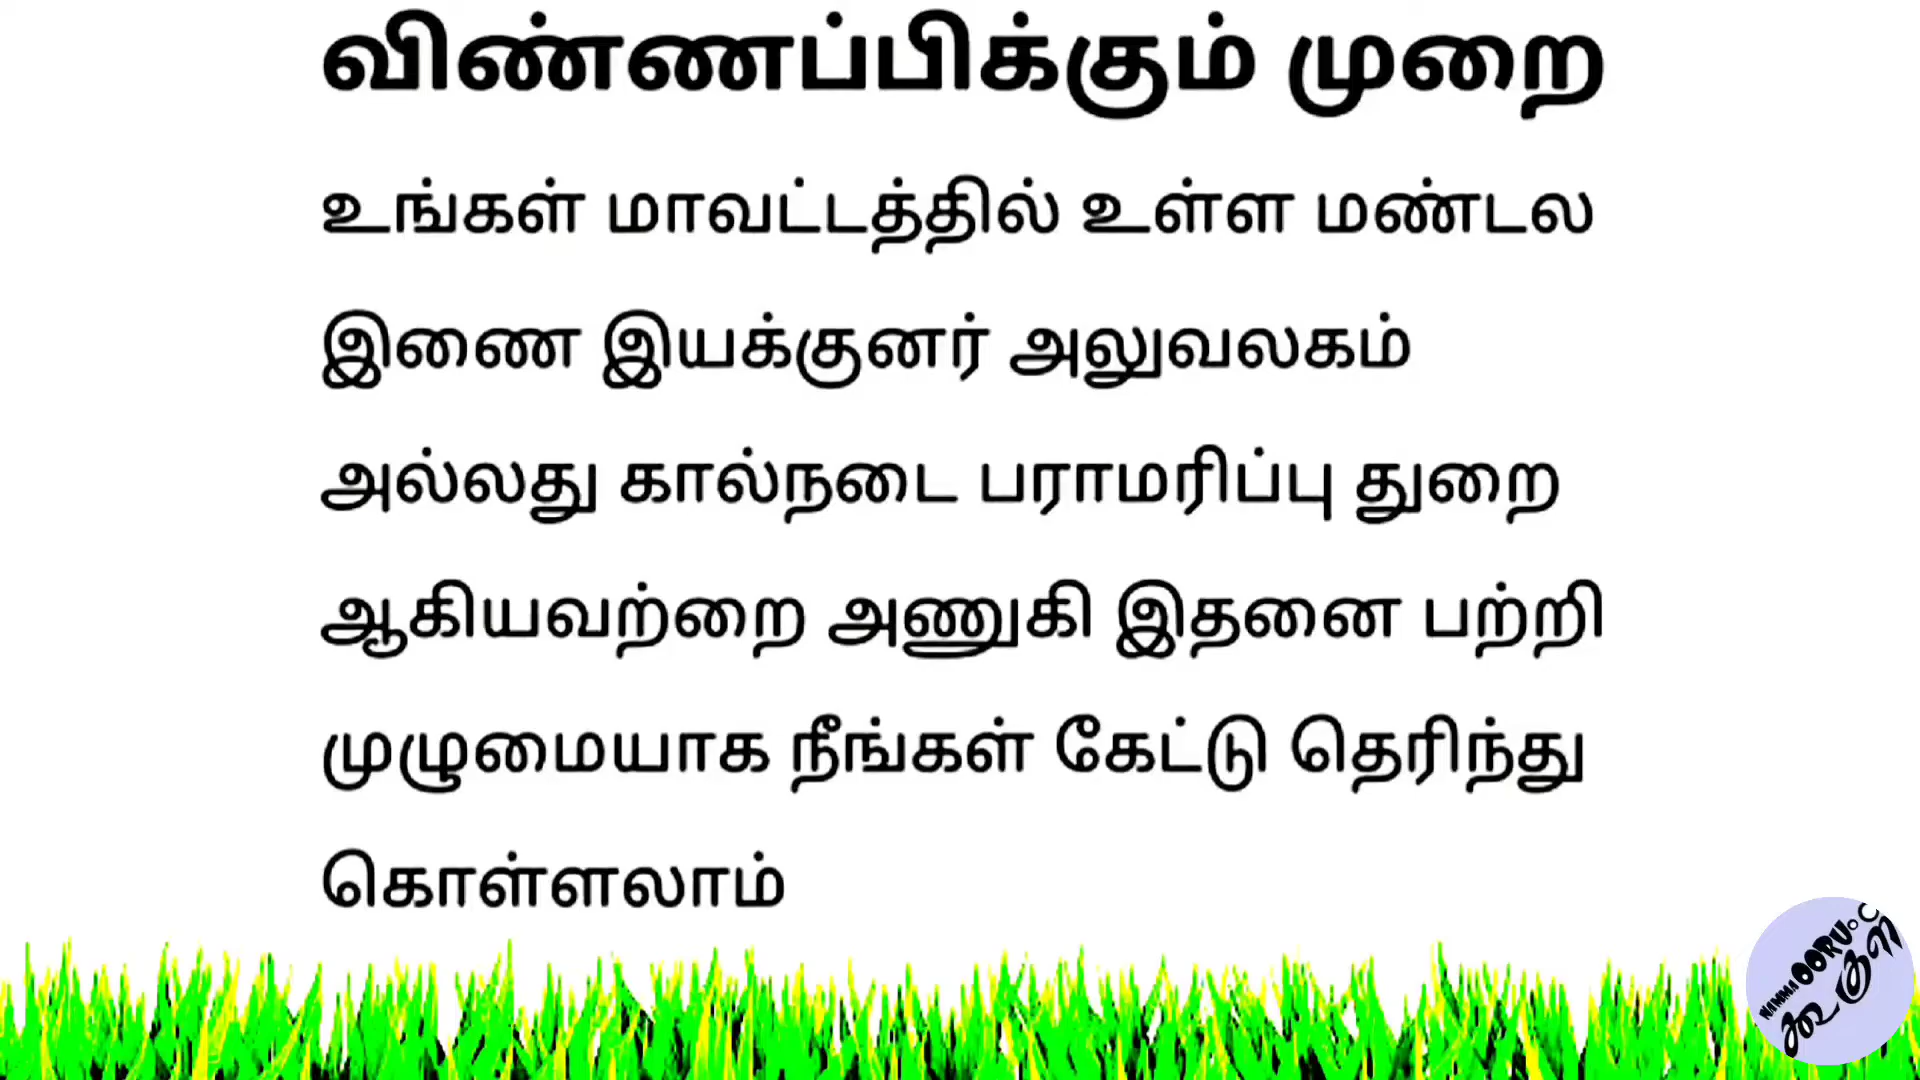 விண்ணப்பிக்கும் முறை
உங்கள் மாவட்டத்தில் உள்ள மண்டல
இணை இயக்குனர் அலுவலகம்
அல்லது கால்நடை பராமரிப்பு துறை
ஆகியவற்றை அணுகி இதனை பற்றி
முழுமையாக நீங்கள் கேட்டு தெரிந்து
கொள்ளலாம்